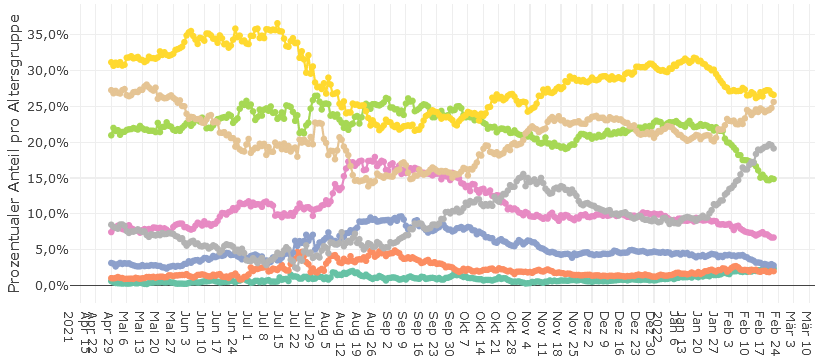 Prozentualer Anteil pro Altersgruppe
35,0%
30,0%
25,0%
20,0%
15,0%
10,0%
5,0%
0,0%
2021
Apr 15
Apr 22
Apr 29
Mai 6
Mai 13
Mai 20
Mai 27
Jun 3
Jun 10
Jun 17
Jun 24
Jul 1
Jul 8
Jul 15
Jul 22
Jul 29
Aug 5
Aug 12
Aug 19
Aug 26
Sep 2
Sep 9
Sep 16
Sep 23
Sep 30
Okt 7
Okt 14
Okt 21
Okt 28
Nov 4
Nov 11
Nov 18
Nov 25
Dez 2
Dez 9
Dez 16
Dez 23
Dez 30
2022
Jan 6
Jan 13
Jan 20
Jan 27
Feb 3
Feb 10
Feb 17
Feb 24
Mär 3
Mär 10